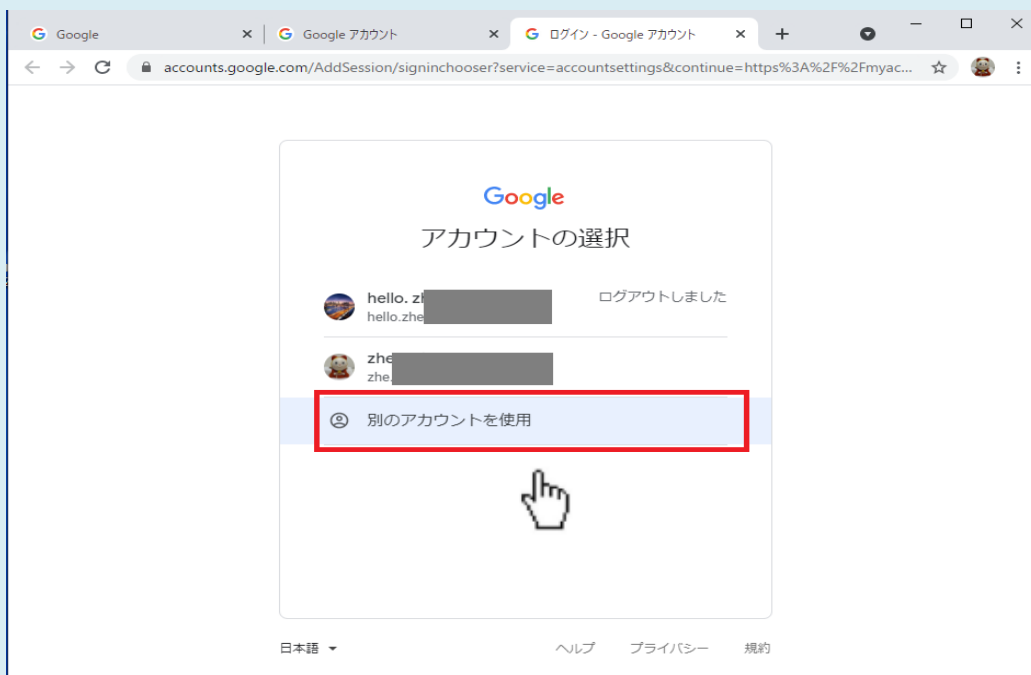 Google
Google アカウント
ログイン - Google アカウント
accounts.google.com/AddSession/signinchooser?service=accountsettings&continue=https%3A%2F%2Fmyac...
Google
アカウントの選択
hello. zh
ログアウトしました
hello.zhe
zhe
zhe.
別のアカウントを使用
日本語
ヘルプ プライバシー 規約